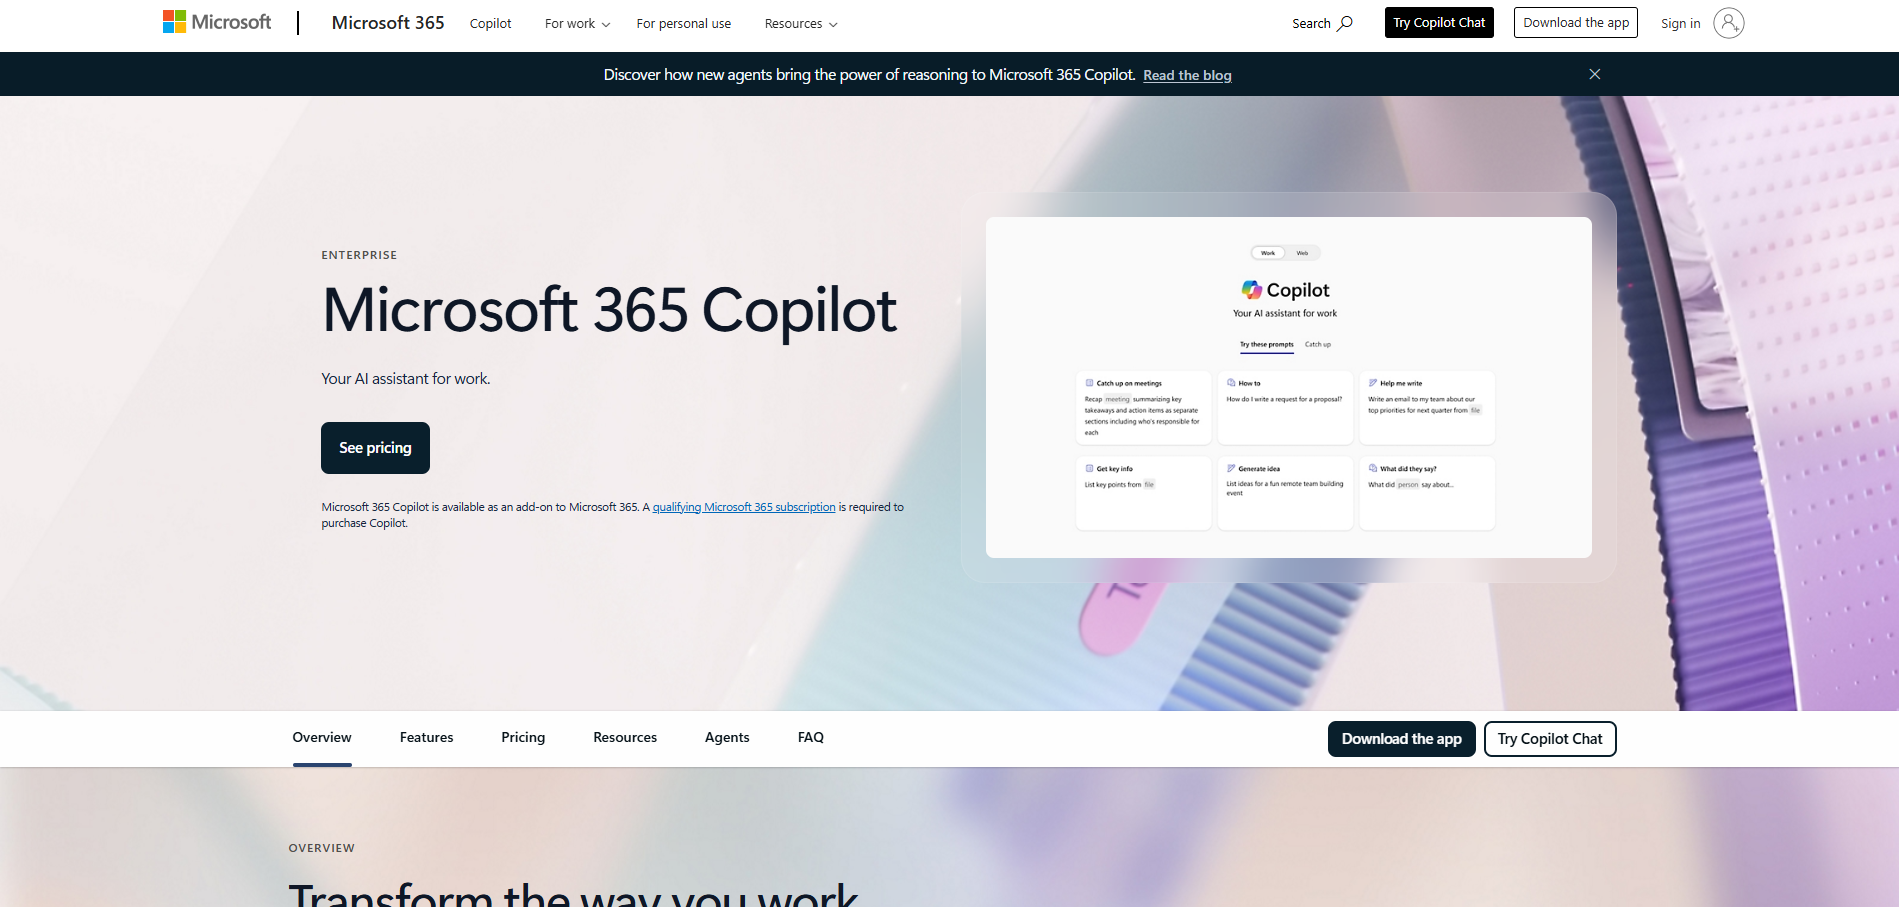 Microsoft
Microsoft 365
Copilot
For work
For personal use
Resources
Search
Try Copilot Chat
Download the app
Sign in
Discover how new agents bring the power of reasoning to Microsoft 365 Copilot. Read the blog
ENTERPRISE
Microsoft 365 Copilot
Your AI assistant for work.
See pricing
Microsoft 365 Copilot is available as an add-on to Microsoft 365. A qualifying Microsoft 365 subscription is required to
purchase Copilot.
Work
Web
Copilot
Your AI assistant for work
Try these prompts
Catch up
Catch up on meetings
Recap meeting summarizing key
takeaways and action items as separate
sections including who's responsible for
each
How to
How do I write a request for a proposal?
Help me write
Write an email to my team about our
top priorities for next quarter from file
Get key info
List key points from file
Generate idea
List ideas for a fun remote team building
event
What did they say?
What did person say about...
Overview
Features
Pricing
Resources
Agents
FAQ
Download the app
Try Copilot Chat
OVERVIEW
Transform the way you work